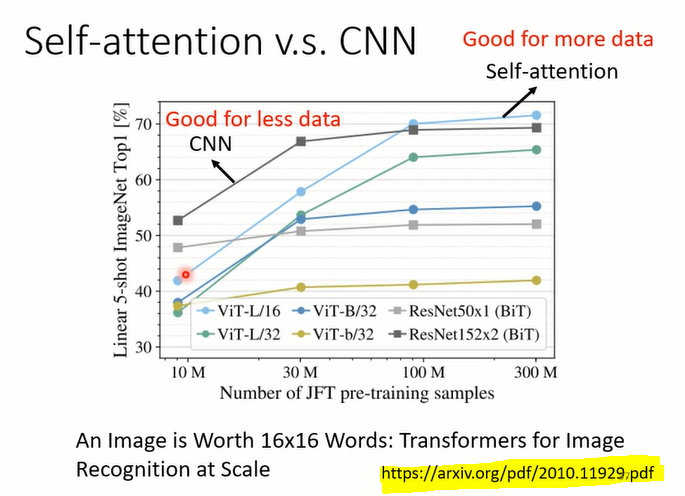 Self-attention v.s. CNN
Good for more data
Self-attention
Good for less data
CNN
Linear 5-shot ImageNet Top1 [%]
70
60
50
40
30
ViT-L/16
ViT-B/32
ResNet50x1 (BiT)
ViT-L/32
ViT-b/32
ResNet152x2 (BiT)
10 M
30 M
100 M
300 M
Number of JFT pre-training samples
An Image is Worth 16x16 Words: Transformers for Image
Recognition at Scale
https://arxiv.org/pdf/2010.11929.pdf